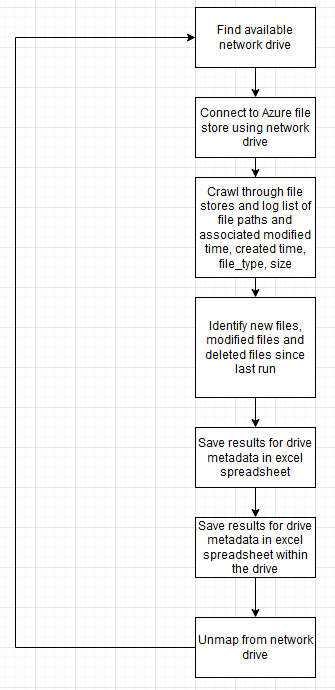 Find available
network drive
Connect to Azure file
store using network
drive
Crawl through file
stores and log list of
file paths and
associated modified
time, created time,
file_type, size
Identify new files,
modified files and
deleted files since
last run
Save results for drive
metadata in excel
spreadsheet
Save results for drive
metadata in excel
spreadsheet within
the drive
Unmap from network
drive